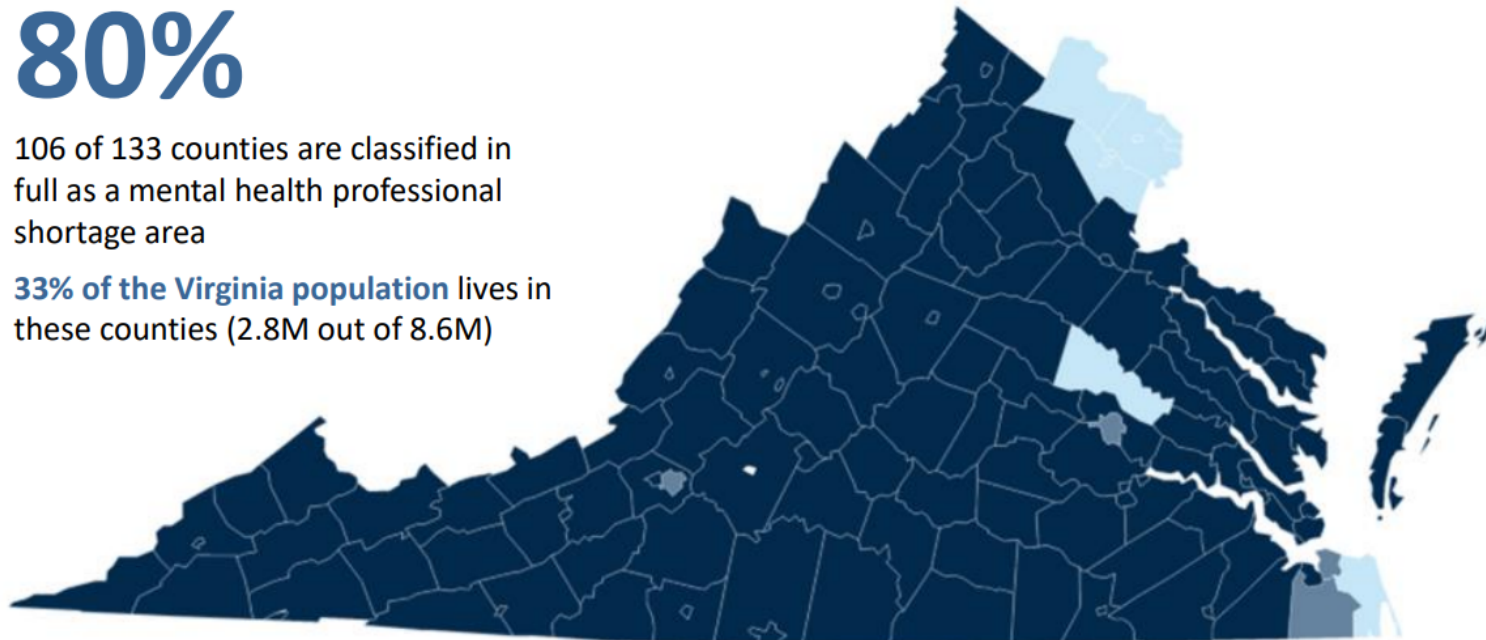 80%
106 of 133 counties are classified in
full as a mental health professional
shortage area
33% of the Virginia population lives in
these counties (2.8M out of 8.6M)